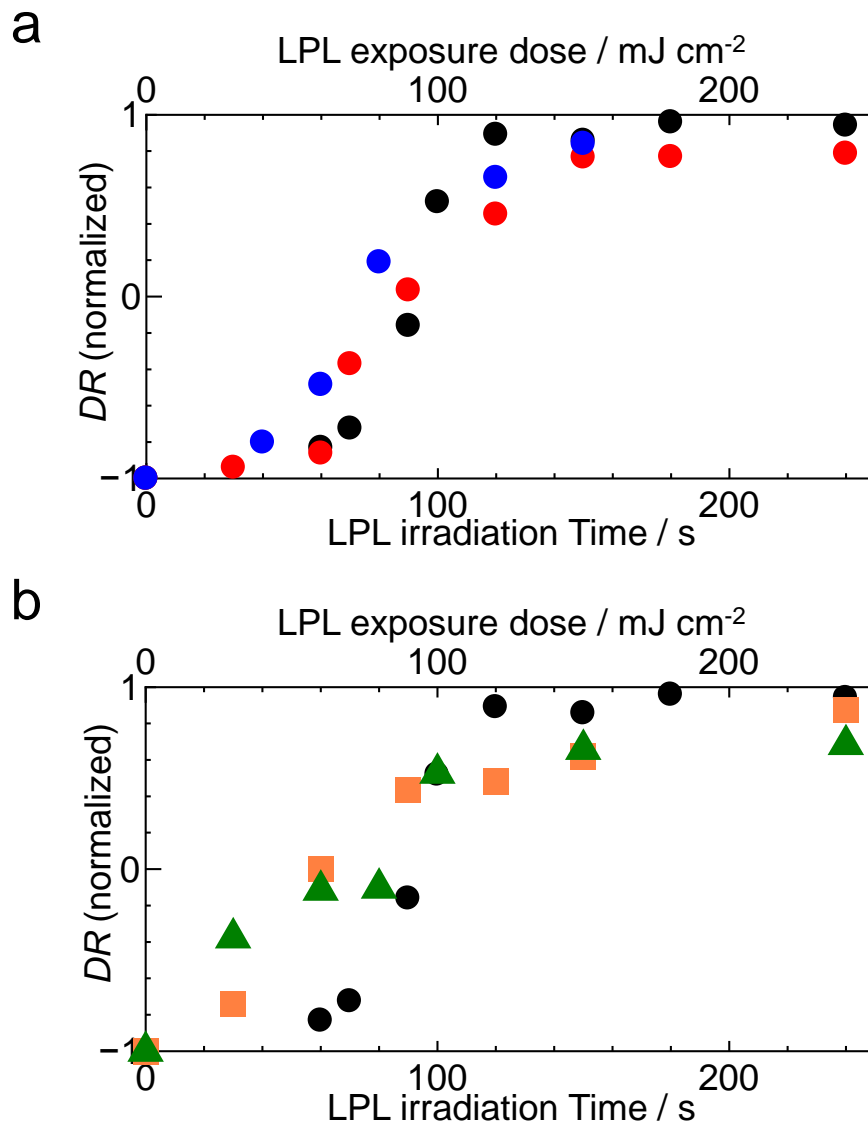 a
LPL exposure dose / mJ cm-2
0 100 200
1
0
−1
DR (normalized)
0 100 200
LPL irradiation Time / s
b
LPL exposure dose / mJ cm-2
0 100 200
1
0
−1
DR (normalized)
0 100 200
LPL irradiation Time / s